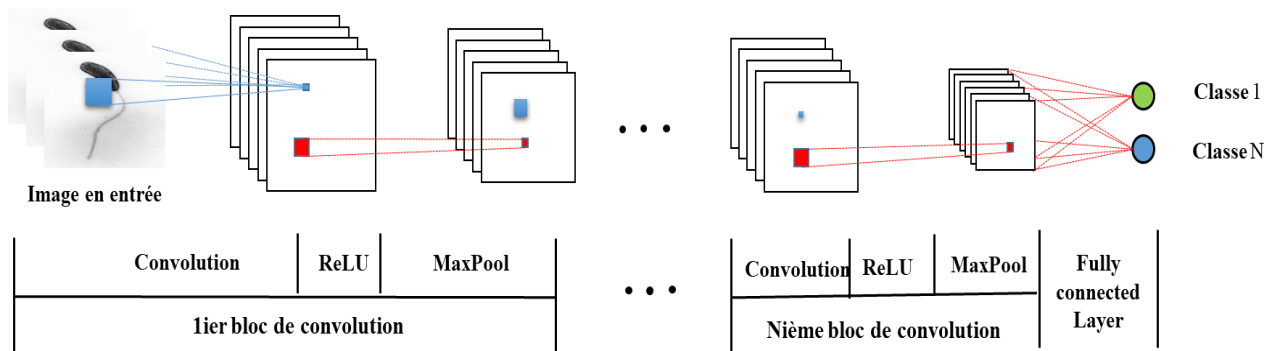 Classe 1
Classe N
Image en entrée
Convolution
ReLU
MaxPool
1ier bloc de convolution
Convolution
ReLU
MaxPool
Nième bloc de convolution
Fully
connected
Layer